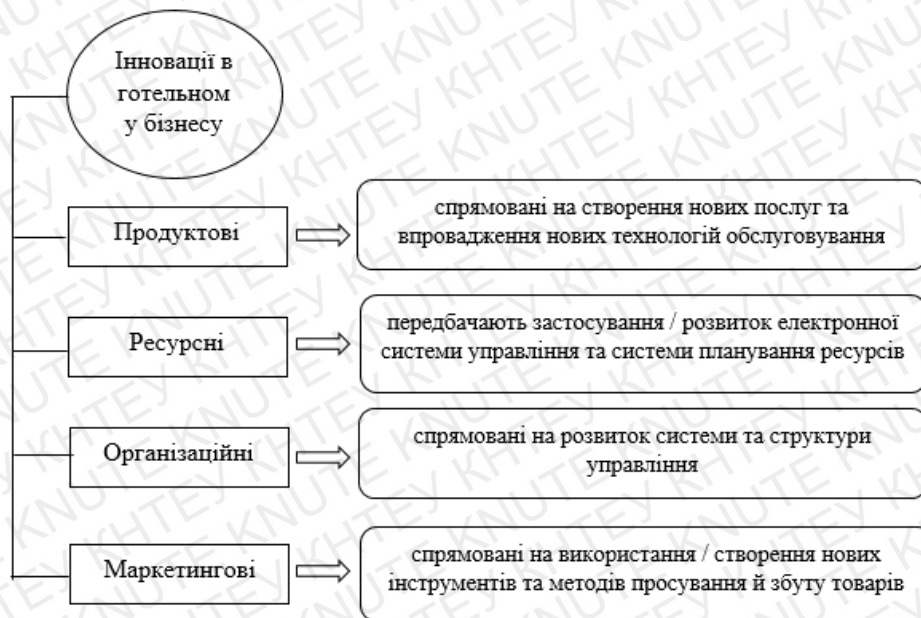 Інновації в
готельном
у бізнесу
Продуктові
спрямовані на створення нових послуг та
впровадження нових технологій обслуговування
Ресурсні
передбачають застосування / розвиток електронної
системи управління та системи планування ресурсів
Організаційні
спрямовані на розвиток системи та структури
управління
Маркетингові
спрямовані на використання / створення нових
інструментів та методів просування й збуту товарів